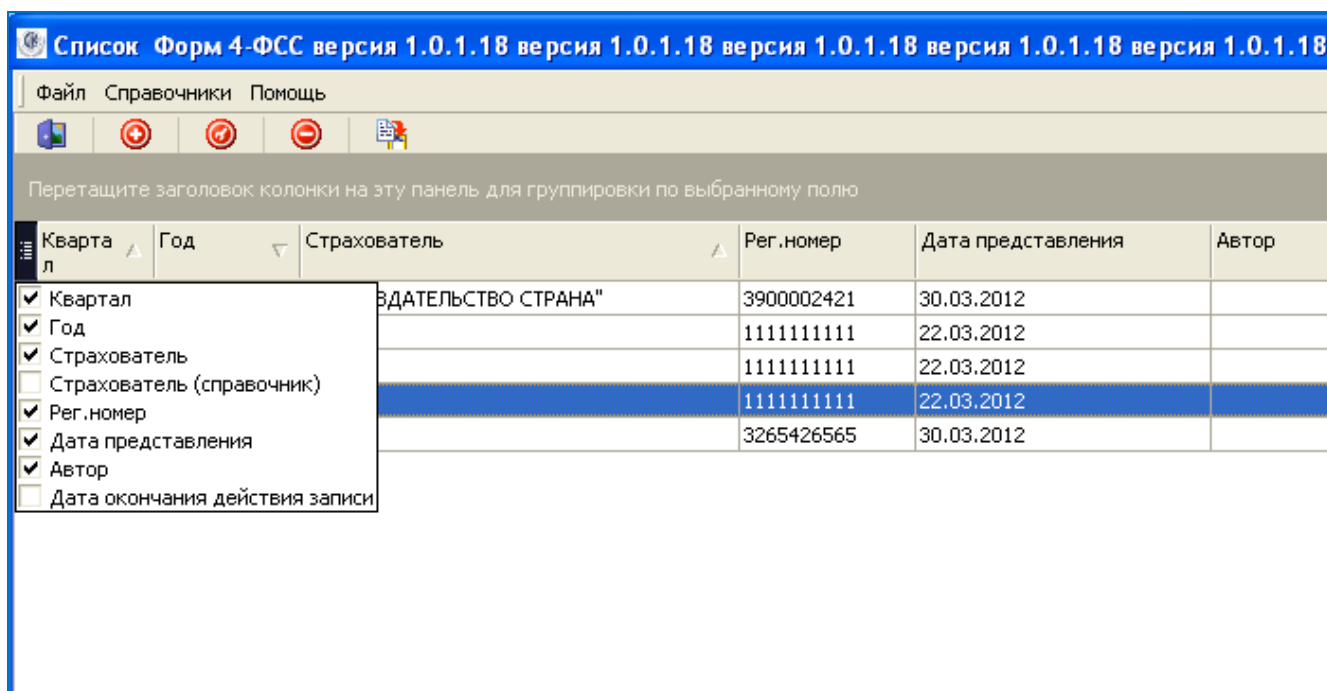 Список Форм 4-ФСС версия 1.0.1.18 версия 1.0.1.18 версия 1.0.1.18 версия 1.0.1.18 версия 1.0.1.18
Файл Справочники Помощь
Перетащите заголовок колонки на эту панель для группировки по выбранному полю
Кварта Год Страхователь Рег.номер Дата представления Автор
л
Квартал ЗДАТЕЛЬСТВО СТРАНА" 3900002421 30.03.2012
Год 1111111111 22.03.2012
Страхователь 1111111111 22.03.2012
Страхователь (справочник)
Рег.номер 1111111111 22.03.2012
Дата представления 3265426565 30.03.2012
Автор
Дата окончания действия записи